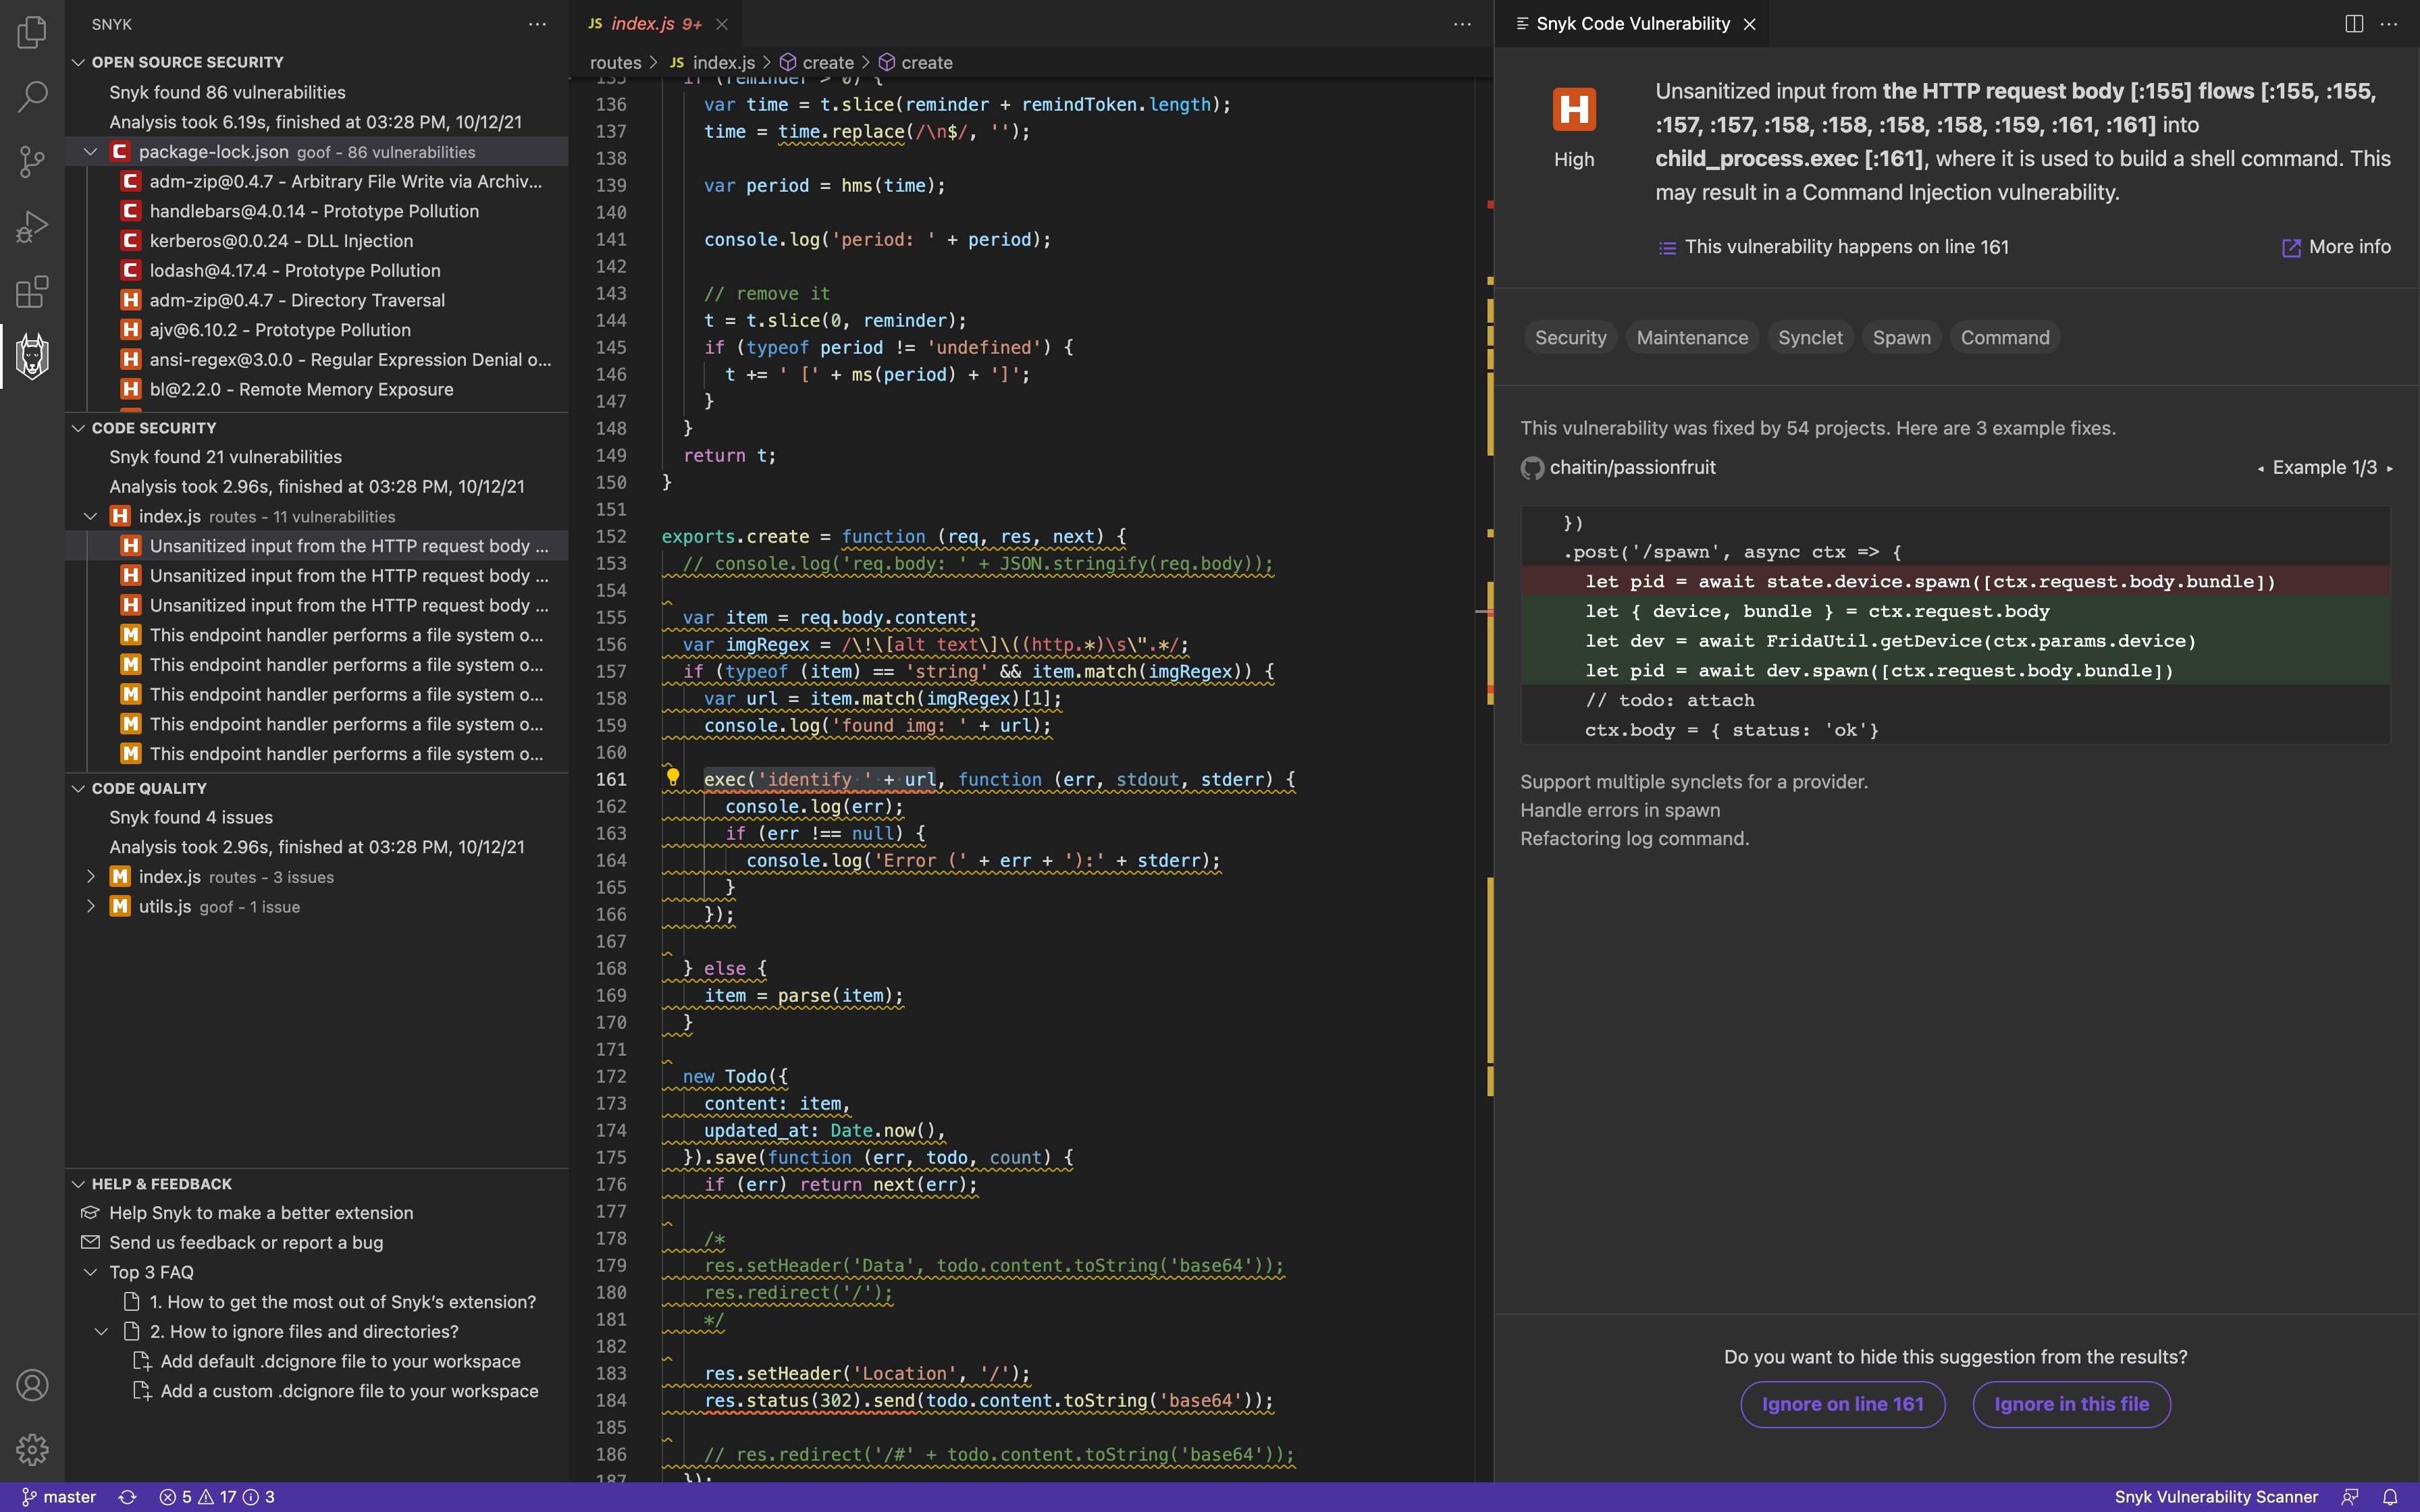 SNYK
OPEN SOURCE SECURITY
Snyk found 86 vulnerabilities
Analysis took 6.19s, finished at 03:28 PM, 10/12/21
C package-lock.json goof - 86 vulnerabilities
C adm-zip@0.4.7 - Arbitrary File Write via Archiv...
C handlebars@4.0.14 - Prototype Pollution
C kerberos@0.0.24 - DLL Injection
C lodash@4.17.4 - Prototype Pollution
H adm-zip@0.4.7 - Directory Traversal
H ajv@6.10.2 - Prototype Pollution
H ansi-regex@3.0.0 - Regular Expression Denial o...
H bl@2.2.0 - Remote Memory Exposure
CODE SECURITY
Snyk found 21 vulnerabilities
Analysis took 2.96s, finished at 03:28 PM, 10/12/21
H index.js routes - 11 vulnerabilities
H Unsanitized input from the HTTP request body ...
H Unsanitized input from the HTTP request body ...
H Unsanitized input from the HTTP request body ...
M This endpoint handler performs a file system o...
M This endpoint handler performs a file system o...
M This endpoint handler performs a file system o...
M This endpoint handler performs a file system o...
M This endpoint handler performs a file system o...
CODE QUALITY
Snyk found 4 issues
Analysis took 2.96s, finished at 03:28 PM, 10/12/21
M index.js routes - 3 issues
M utils.js goof - 1 issue
HELP & FEEDBACK
Help Snyk to make a better extension
Send us feedback or report a bug
Top 3 FAQ
1. How to get the most out of Snyk’s extension?
2. How to ignore files and directories?
Add default .dcignore file to your workspace
Add a custom .dcignore file to your workspace
JS index.js 9+
routes > JS index.js > create > create
135 if (reminder > 0) {
136 var time = t.slice(reminder + remindToken.length);
137 time = time.replace(/\n$/, '');
138
139 var period = hms(time);
140
141 console.log('period: ' + period);
142
143 // remove it
144 t = t.slice(0, reminder);
145 if (typeof period != 'undefined') {
146 t += ' [' + ms(period) + ']';
147 }
148 }
149 return t;
150 }
151
152 exports.create = function (req, res, next) {
153 // console.log('req.body: ' + JSON.stringify(req.body));
154
155 var item = req.body.content;
156 var imgRegex = /\!\[alt text\]\((http.*)\s\".*/;
157 if (typeof (item) == 'string' && item.match(imgRegex)) {
158 var url = item.match(imgRegex)[1];
159 console.log('found img: ' + url);
160
161 exec('identify ' + url, function (err, stdout, stderr) {
162 console.log(err);
163 if (err !== null) {
164 console.log('Error (' + err + '):' + stderr);
165 }
166 });
167
168 } else {
169 item = parse(item);
170 }
171
172 new Todo({
173 content: item,
174 updated_at: Date.now(),
175 }).save(function (err, todo, count) {
176 if (err) return next(err);
177
178 /*
179 res.setHeader('Data', todo.content.toString('base64'));
180 res.redirect('/');
181 */
182
183 res.setHeader('Location', '/');
184 res.status(302).send(todo.content.toString('base64'));
185
186 // res.redirect('/#' + todo.content.toString('base64'));
187 });
Snyk Code Vulnerability
H
High
Unsanitized input from the HTTP request body [:155] flows [:155, :155,
:157, :157, :158, :158, :158, :158, :159, :161, :161] into
child_process.exec [:161], where it is used to build a shell command. This
may result in a Command Injection vulnerability.
This vulnerability happens on line 161
More info
Security Maintenance Synclet Spawn Command
This vulnerability was fixed by 54 projects. Here are 3 example fixes.
chaitin/passionfruit
Example 1/3
})
.post('/spawn', async ctx => {
let pid = await state.device.spawn([ctx.request.body.bundle])
let { device, bundle } = ctx.request.body
let dev = await FridaUtil.getDevice(ctx.params.device)
let pid = await dev.spawn([ctx.request.body.bundle])
// todo: attach
ctx.body = { status: 'ok'}
Support multiple synclets for a provider.
Handle errors in spawn
Refactoring log command.
Do you want to hide this suggestion from the results?
Ignore on line 161
Ignore in this file
master 5 17 3
Snyk Vulnerability Scanner